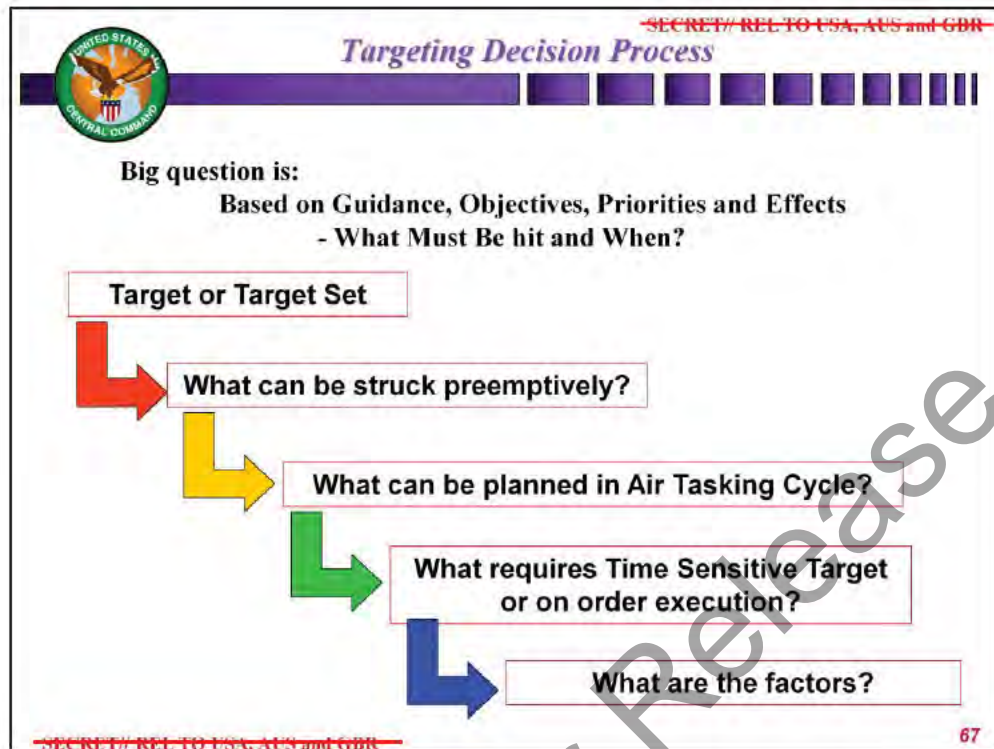 SECRET// REL TO USA, AUS and GBR
Targeting Decision Process
UNITED STATES
CENTRAL COMMAND
Big question is:
Based on Guidance, Objectives, Priorities and Effects
- What Must Be hit and When?
Target or Target Set
What can be struck preemptively?
What can be planned in Air Tasking Cycle?
What requires Time Sensitive Target
or on order execution?
What are the factors?
Release
SECRET// REL TO USA, AUS and GBR
67